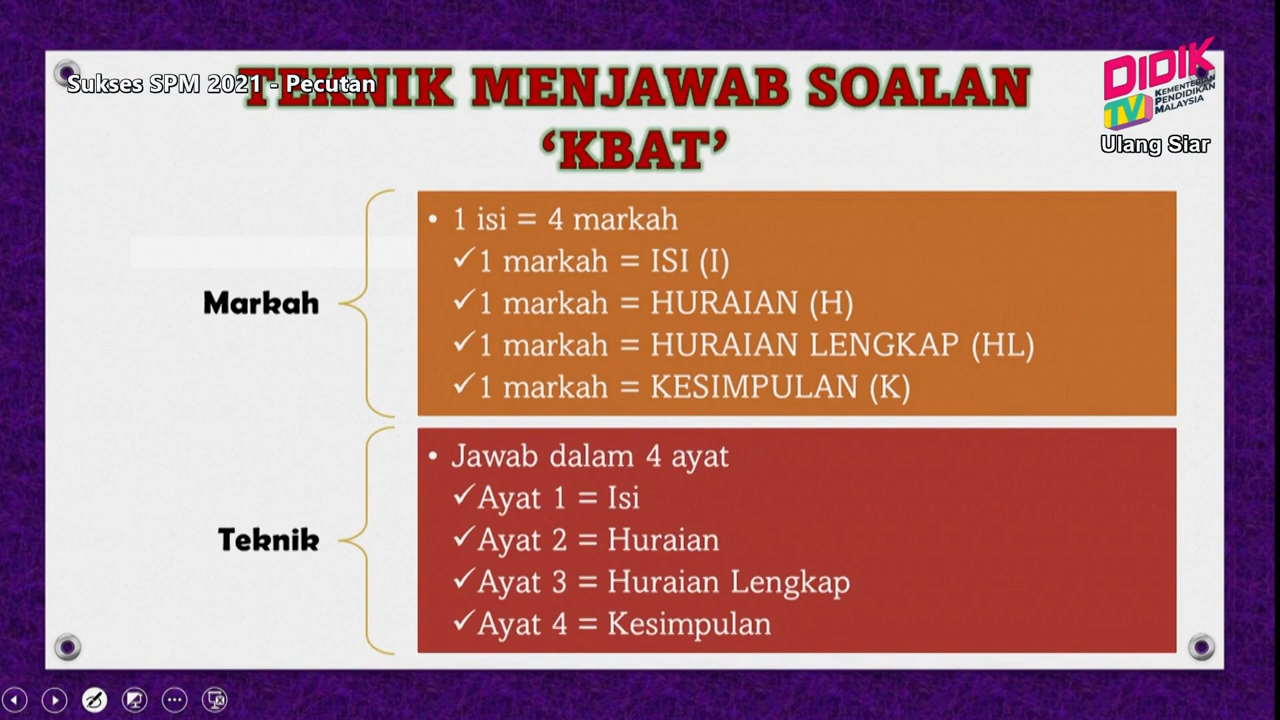 Sukses SPM 2021 - Pecutan
TEKNIK MENJAWAB SOALAN
‘KBAT’
DIDIK
TV
KEMENTERIAN
PENDIDIKAN
MALAYSIA
Ulang Siar
Markah
• 1 isi = 4 markah
✓1 markah = ISI (I)
✓1 markah = HURAIAN (H)
✓1 markah = HURAIAN LENGKAP (HL)
✓1 markah = KESIMPULAN (K)
Teknik
• Jawab dalam 4 ayat
✓Ayat 1 = Isi
✓Ayat 2 = Huraian
✓Ayat 3 = Huraian Lengkap
✓Ayat 4 = Kesimpulan